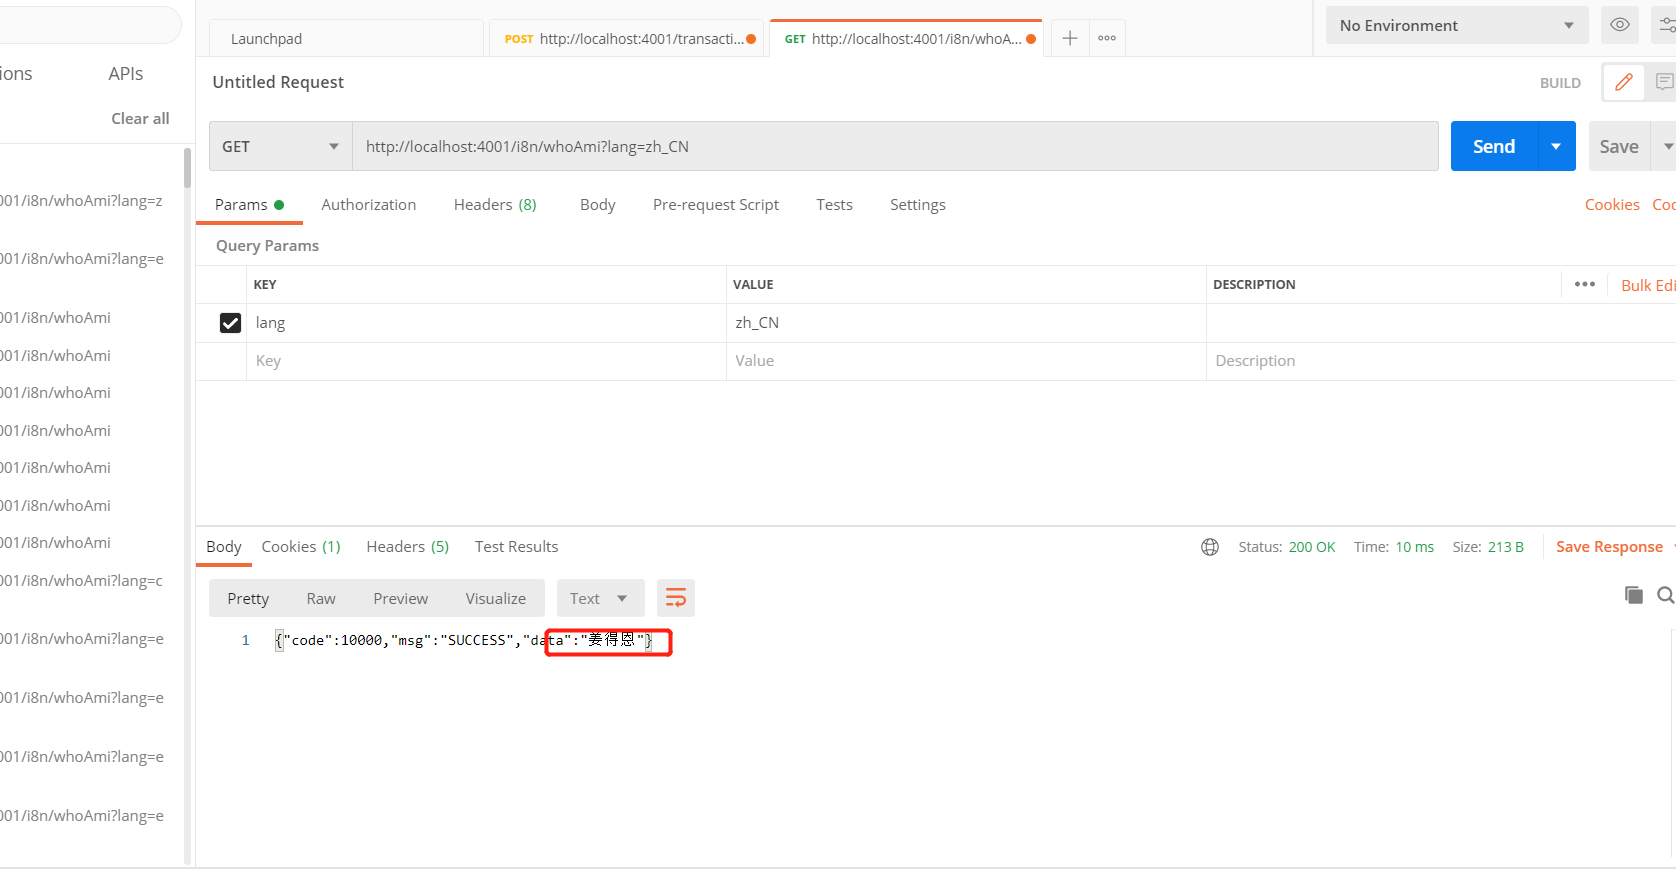 Launchpad
POST http://localhost:4001/transacti...
GET http://localhost:4001/i8n/whoA...
No Environment
ions
APIs
Clear all
Untitled Request
BUILD
GET
http://localhost:4001/i8n/whoAmi?lang=zh_CN
Send
Save
Params
Authorization
Headers (8)
Body
Pre-request Script
Tests
Settings
Cookies
Coo
Query Params
KEY
VALUE
DESCRIPTION
Bulk Edi
lang
zh_CN
Key
Value
Description
001/i8n/whoAmi?lang=z
001/i8n/whoAmi?lang=e
001/i8n/whoAmi
001/i8n/whoAmi
001/i8n/whoAmi
001/i8n/whoAmi
001/i8n/whoAmi
001/i8n/whoAmi
001/i8n/whoAmi
001/i8n/whoAmi?lang=c
001/i8n/whoAmi?lang=e
001/i8n/whoAmi?lang=e
001/i8n/whoAmi?lang=e
001/i8n/whoAmi?lang=e
Body
Cookies (1)
Headers (5)
Test Results
Status: 200 OK
Time: 10 ms
Size: 213 B
Save Response
Pretty
Raw
Preview
Visualize
Text
1 {"code":10000,"msg":"SUCCESS","data":"姜得恩"}